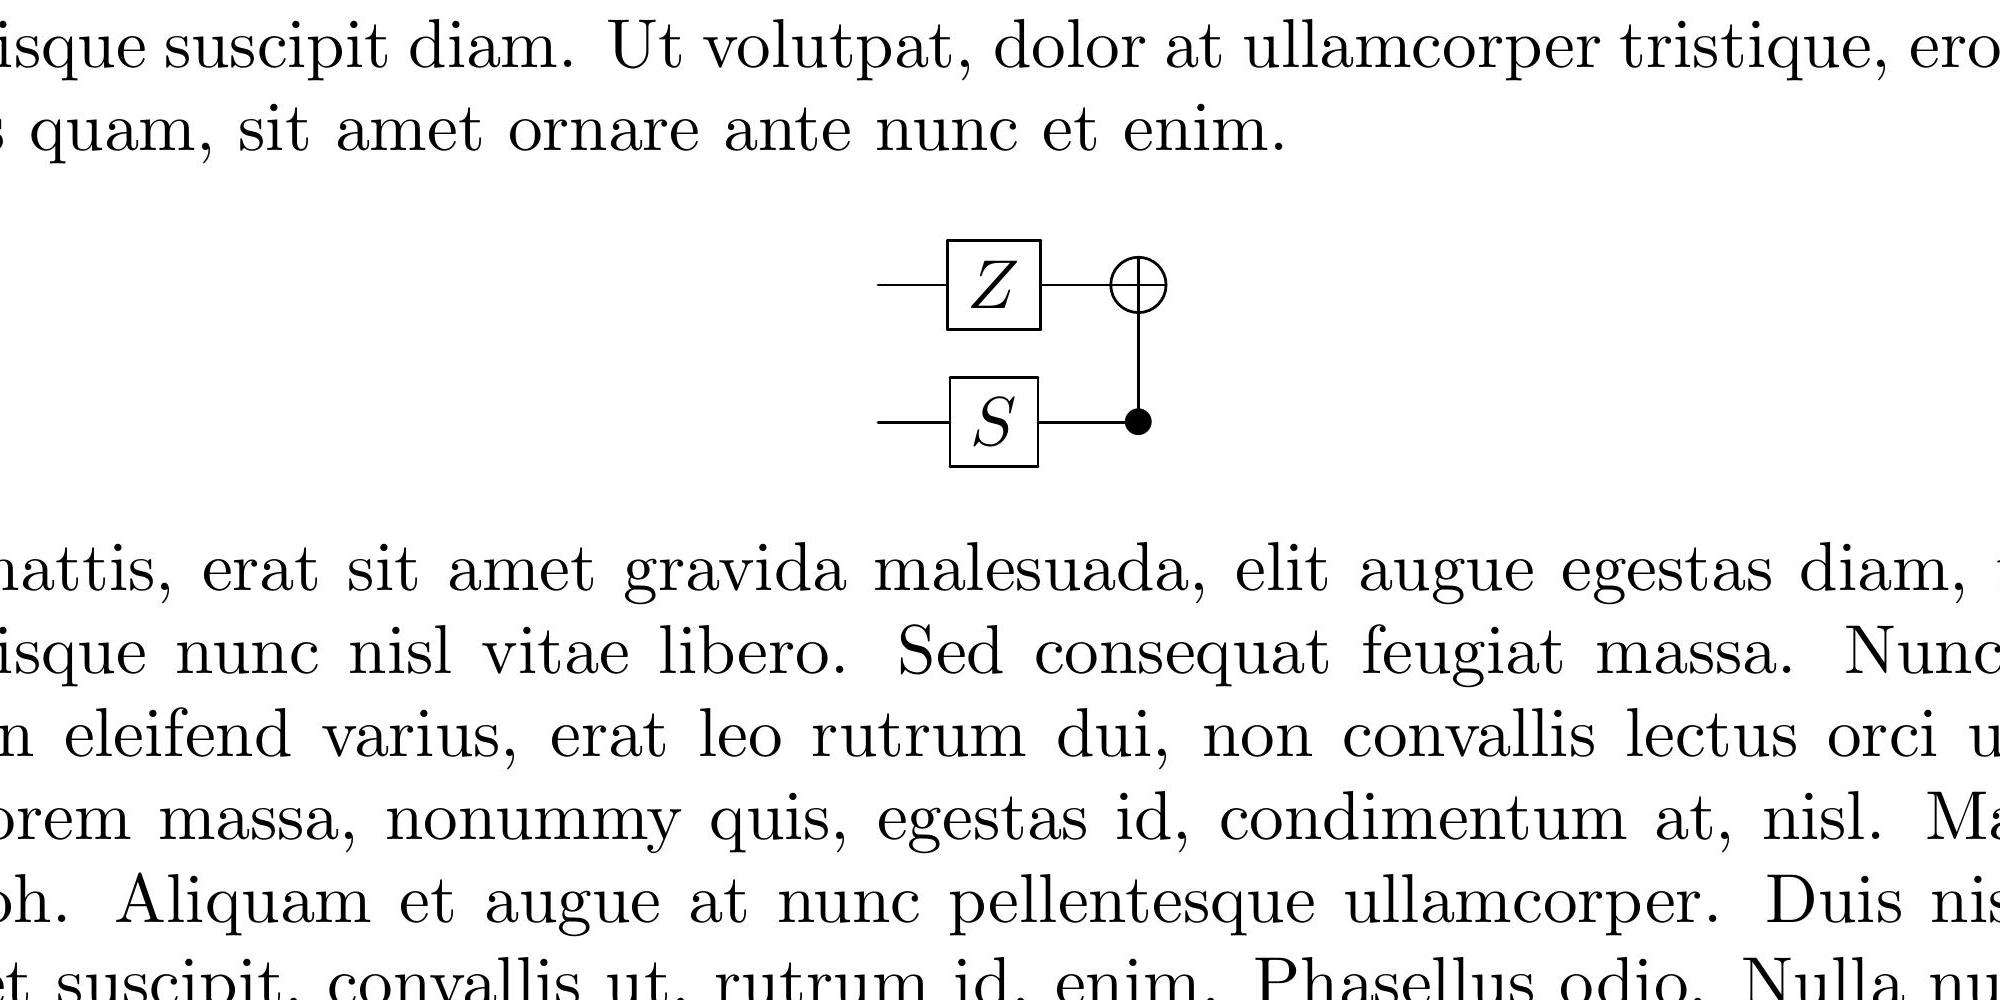 isque suscipit diam. Ut volutpat, dolor at ullamcorper tristique, ero
quam, sit amet ornare ante nunc et enim.
Z
S
attis, erat sit amet gravida malesuada, elit augue egestas diam,
isque nunc nisl vitae libero. Sed consequat feugiat massa. Nunc
n eleifend varius, erat leo rutrum dui, non convallis lectus orci u
orem massa, nonummy quis, egestas id, condimentum at, nisl. Ma
h. Aliquam et augue at nunc pellentesque ullamcorper. Duis nis
et suscipit, convallis ut, rutrum id, enim. Phasellus odio. Nulla nu